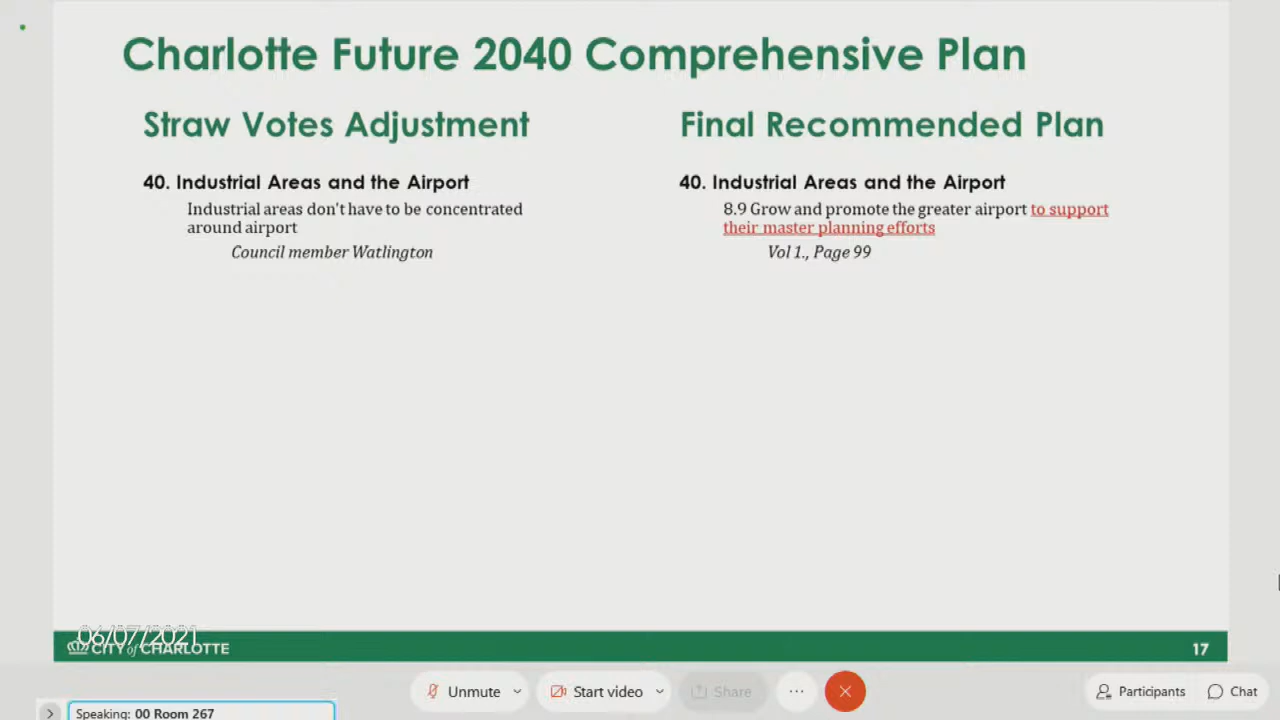 Charlotte Future 2040 Comprehensive Plan
Straw Votes Adjustment
40. Industrial Areas and the Airport
Industrial areas don't have to be concentrated
around airport
Council member Watlington
Final Recommended Plan
40. Industrial Areas and the Airport
8.9 Grow and promote the greater airport to support
their master planning efforts
Vol 1., Page 99
06/07/2021
CITY of CHARLOTTE
17
Unmute
Start video
Share
Participants
Chat
Speaking: 00 Room 267